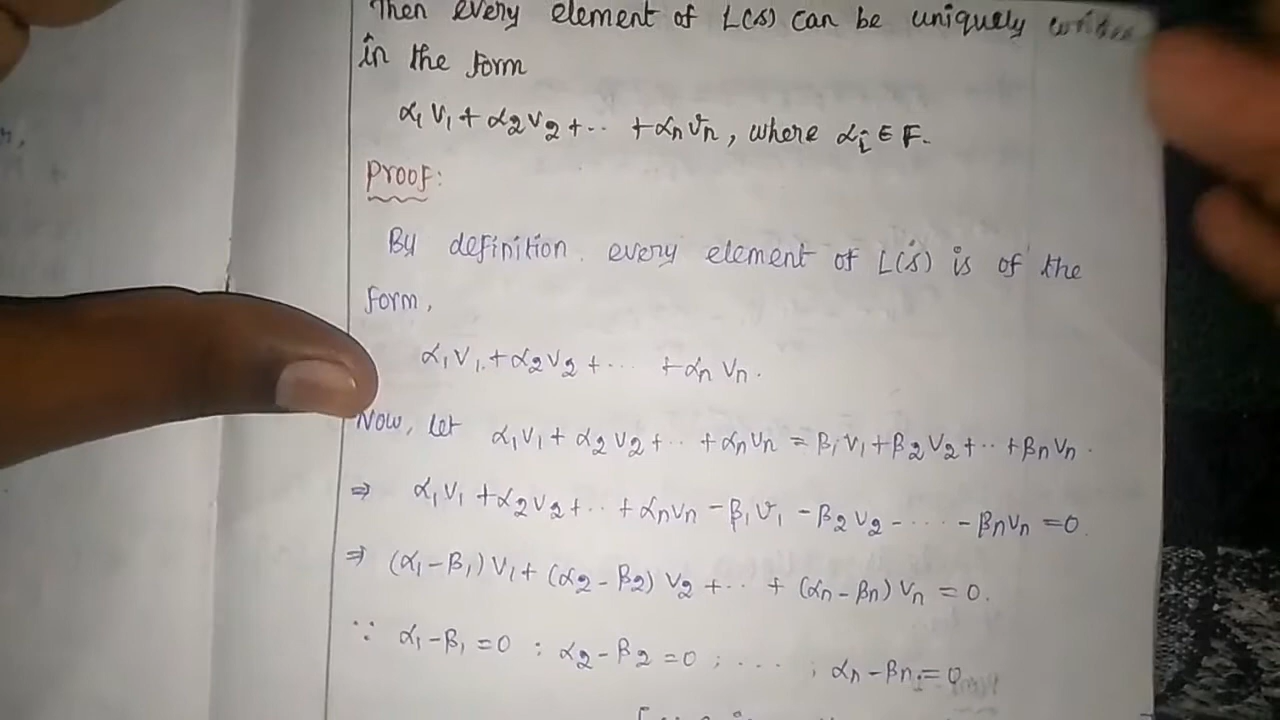 Then every element of L(S) can be uniquely
in the form
α₁v₁ + α₂v₂ + ·· + αₙvₙ, where αᵢ ∈ F.
Proof:
By definition. every element of L(S) is of the
form,
α₁v₁ + α₂v₂ + ··· + αₙvₙ.
Now, let α₁v₁ + α₂v₂ + ·· + αₙvₙ = β₁v₁ + β₂v₂ + ·· + βₙvₙ.
⇒ α₁v₁ + α₂v₂ + ·· + αₙvₙ - β₁v₁ - β₂v₂ - ···· - βₙvₙ = 0.
⇒ (α₁-β₁)v₁ + (α₂-β₂)v₂ + ·· + (αₙ-βₙ)vₙ = 0.
∵ α₁-β₁ = 0 ; α₂-β₂ = 0 ; ···· ; αₙ-βₙ = 0